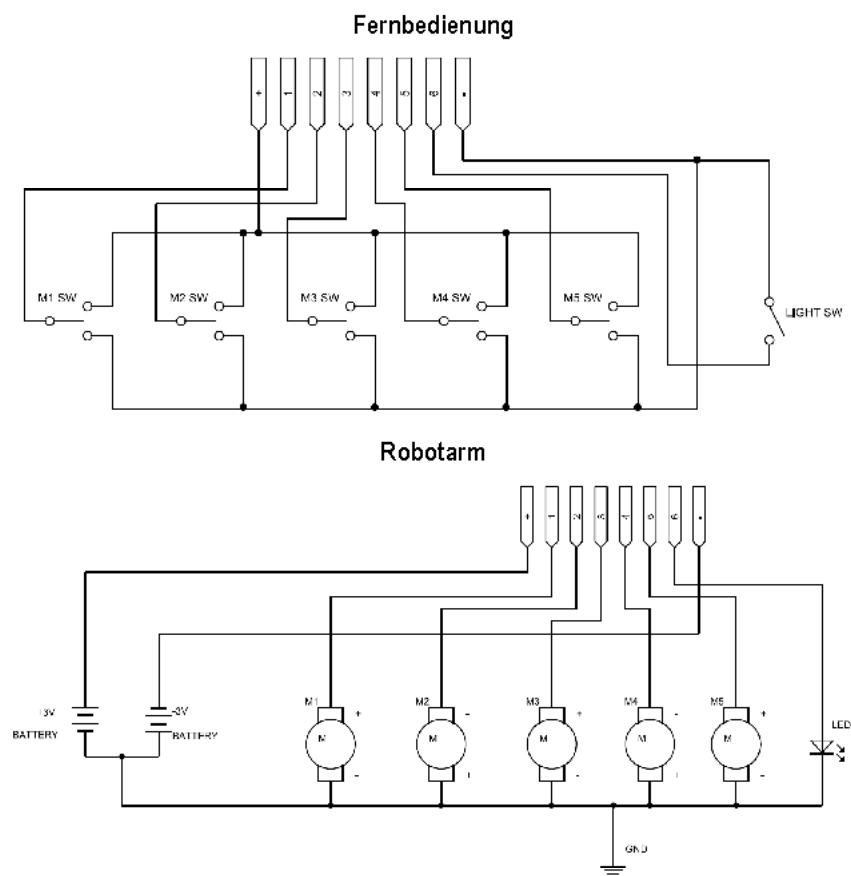 Fernbedienung
+ 1 2 3 4 5 6 -
M1 SW M2 SW M3 SW M4 SW M5 SW
LIGHT SW
Robotarm
+ 1 2 3 4 5 6 -
M1 M2 M3 M4 M5
+ - + - +
+3V -3V LED
BATTERY BATTERY
M M M M M
- + - + -
GND